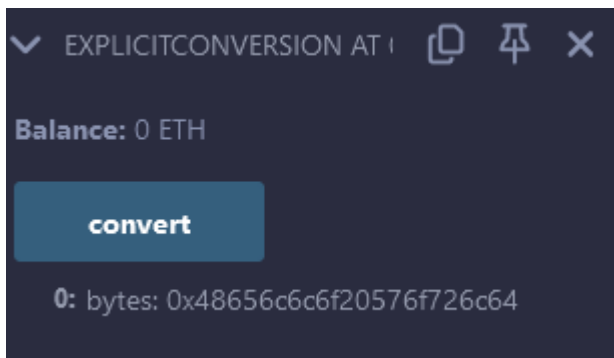 EXPLICITCONVERSION AT
Balance: 0 ETH
convert
0: bytes: 0x48656c6c6f20576f726c64